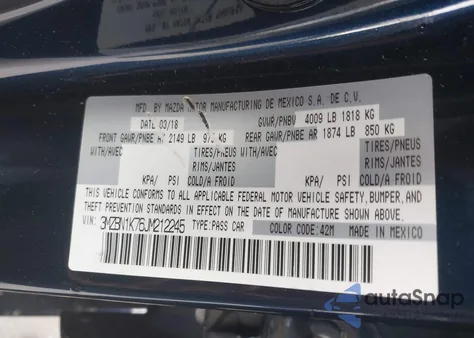 MFD. BY MAZDA MOTOR MANUFACTURING DE MEXICO S.A. DE C.V.
DATE 03/18 GVWR/PNBV 4009 LB 1818 KG
FRONT GAWR/PNBE AV 2149 LB 975 KG REAR GAWR/PNBE AR 1874 LB 850 KG
WITH/AVEC TIRES/PNEUS WITH/AVEC TIRES/PNEUS
RIMS/JANTES RIMS/JANTES
KPA/ PSI COLD/A FROID KPA/ PSI COLD/A FROID
THIS VEHICLE CONFORMS TO ALL APPLICABLE FEDERAL MOTOR VEHICLE SAFETY, BUMPER, AND
THEFT PREVENTION STANDARDS IN EFFECT ON THE DATE OF MANUFACTURE SHOWN ABOVE.
VIN: 3MZBN1K76JM212245 TYPE:PASS CAR COLOR CODE:42M MADE IN MEXICO
autoSnap